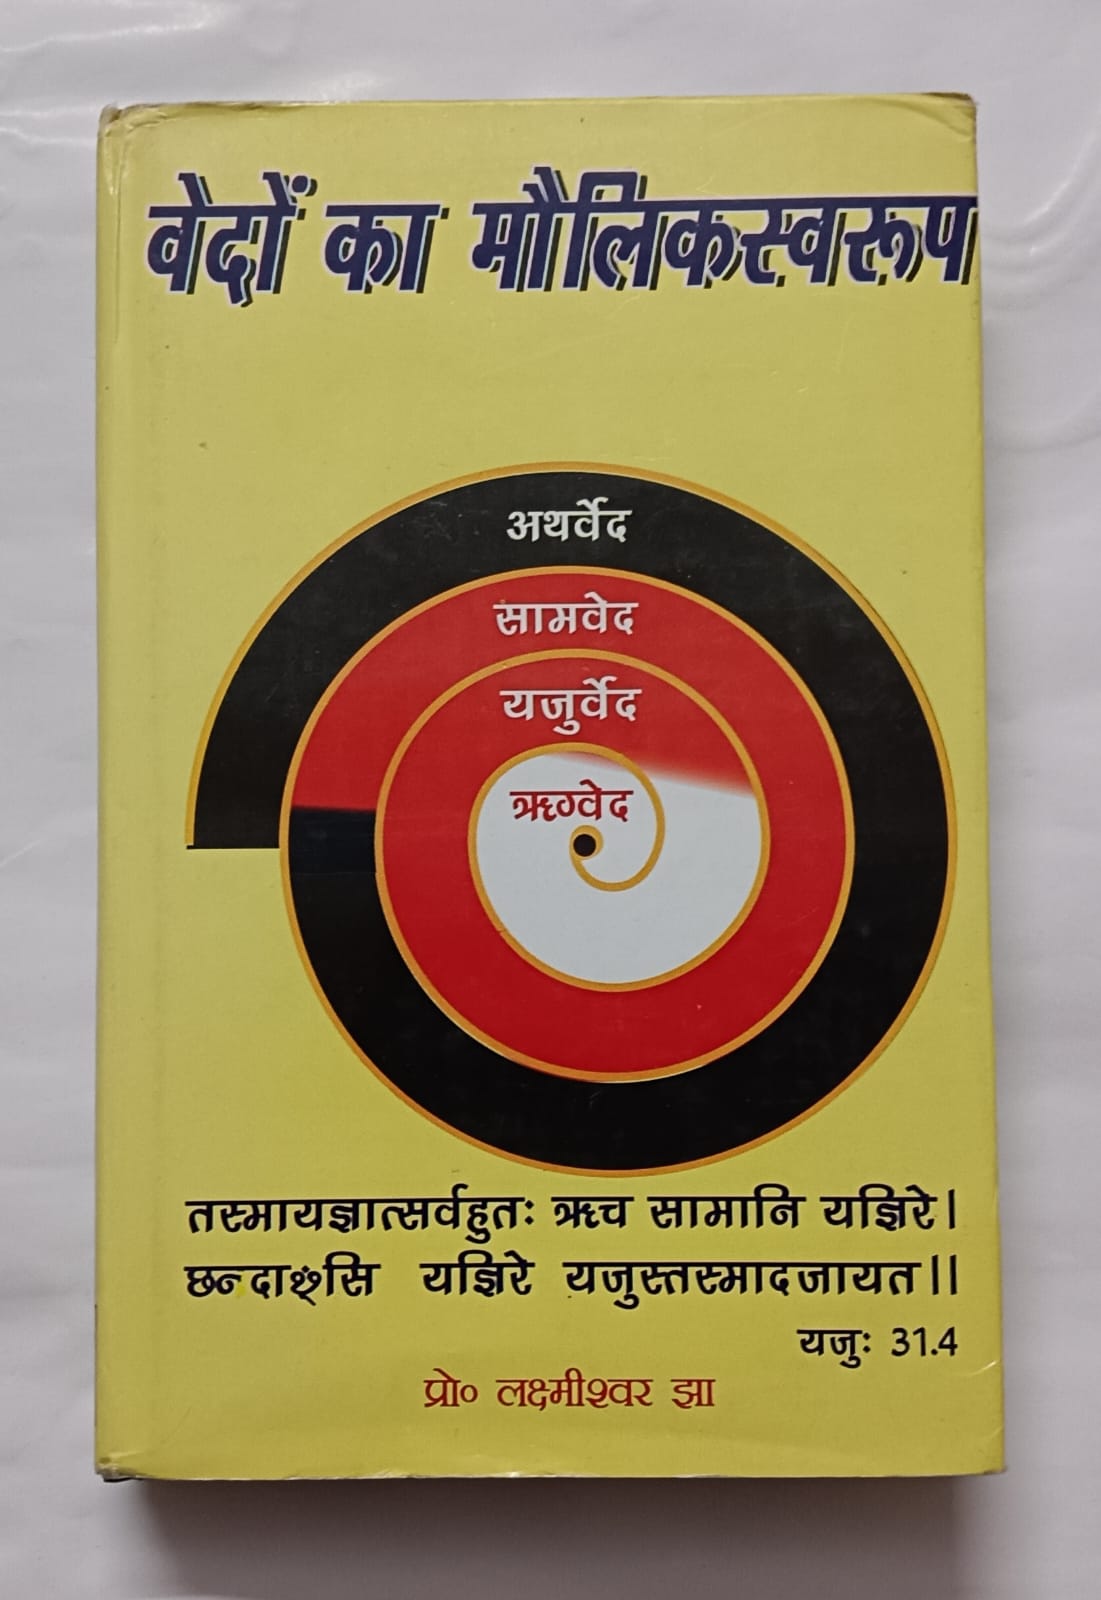 वेदों का मौलिकस्वरूप
अथर्वेद
सामवेद
यजुर्वेद
ऋग्वेद
तस्मायज्ञात्सर्वहुतः ऋच सामानि यज्ञिरे।
छन्दाᳬसि यज्ञिरे यजुस्तस्मादजायत।।
यजुः 31.4
प्रो० लक्ष्मीश्वर झा